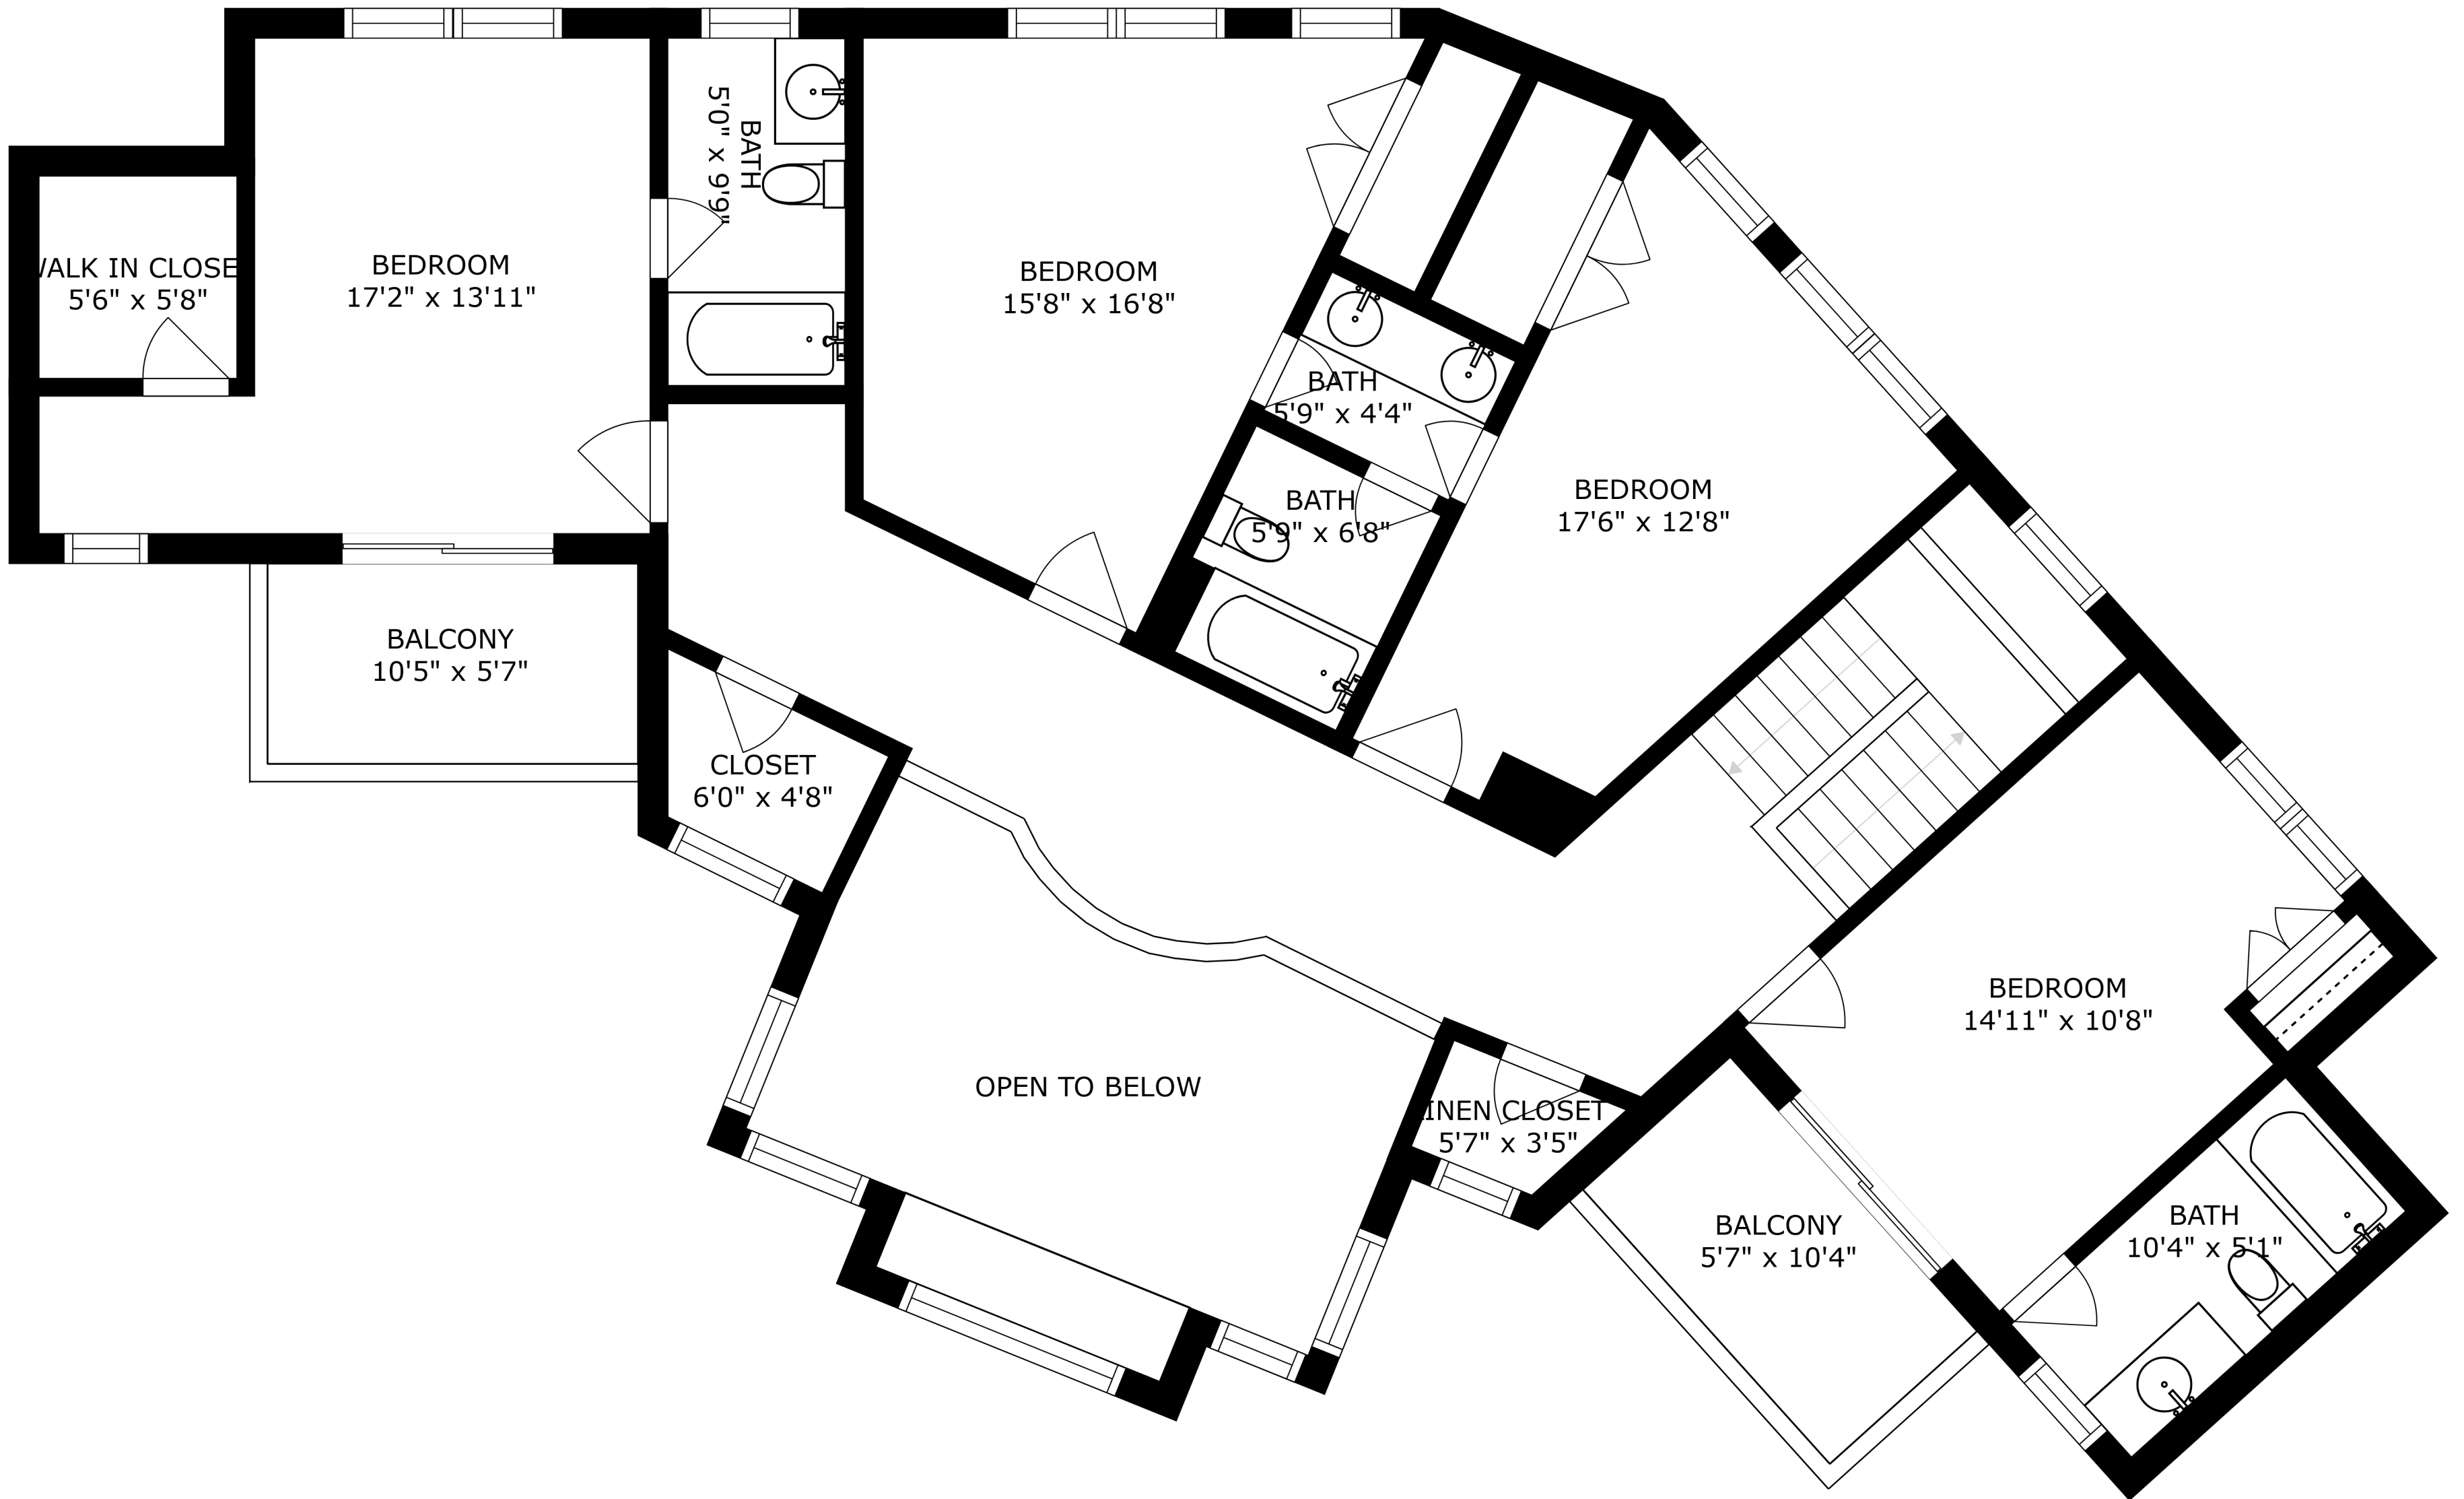 BATH
5'0" x 9'9"
WALK IN CLOSE
5'6" x 5'8"
BEDROOM
17'2" x 13'11"
BEDROOM
15'8" x 16'8"
BATH
5'9" x 4'4"
BATH
5'9" x 6'8"
BEDROOM
17'6" x 12'8"
BALCONY
10'5" x 5'7"
CLOSET
6'0" x 4'8"
OPEN TO BELOW
LINEN CLOSET
5'7" x 3'5"
BEDROOM
14'11" x 10'8"
BALCONY
5'7" x 10'4"
BATH
10'4" x 5'1"